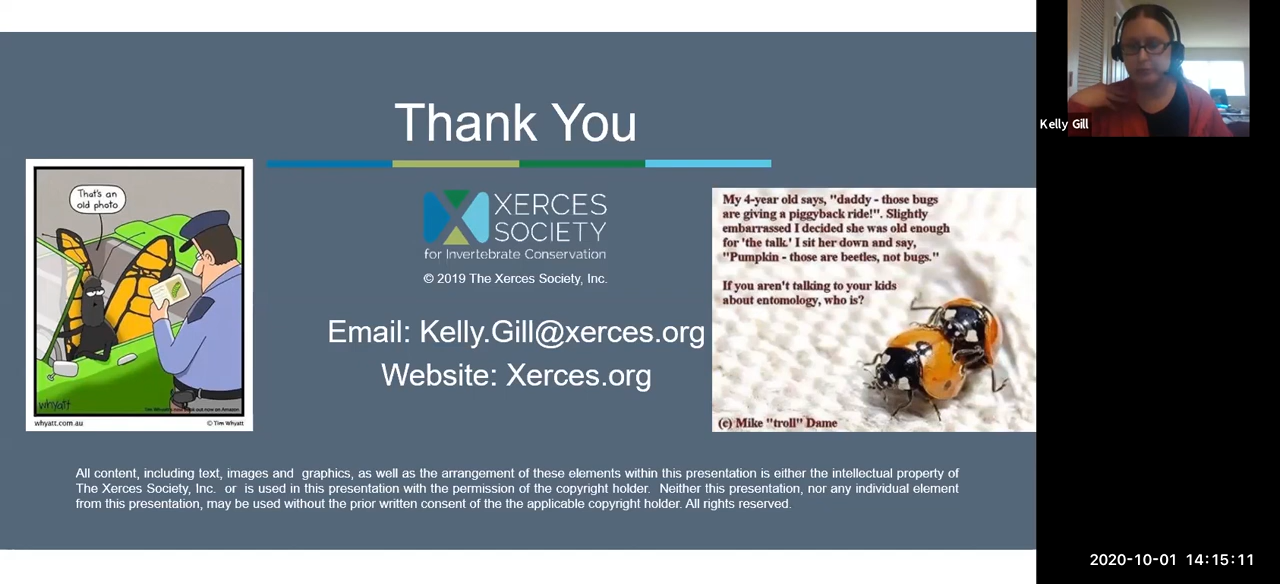 Thank You
That's an
old photo
whyatt
whyatt.com.au
© Tim Whyatt
XERCES
SOCIETY
for Invertebrate Conservation
© 2019 The Xerces Society, Inc.
Email: Kelly.Gill@xerces.org
Website: Xerces.org
My 4-year old says, "daddy - those bugs
are giving a piggyback ride!". Slightly
embarrassed I decided she was old enough
for 'the talk.' I sit her down and say,
"Pumpkin - those are beetles, not bugs."
If you aren't talking to your kids
about entomology, who is?
(c) Mike "troll" Dame
All content, including text, images and  graphics, as well as the arrangement of these elements within this presentation is either the intellectual property of
The Xerces Society, Inc.  or  is used in this presentation with the permission of the copyright holder.  Neither this presentation, nor any individual element
from this presentation, may be used without the prior written consent of the the applicable copyright holder. All rights reserved.
Kelly Gill
2020-10-01 14:15:11